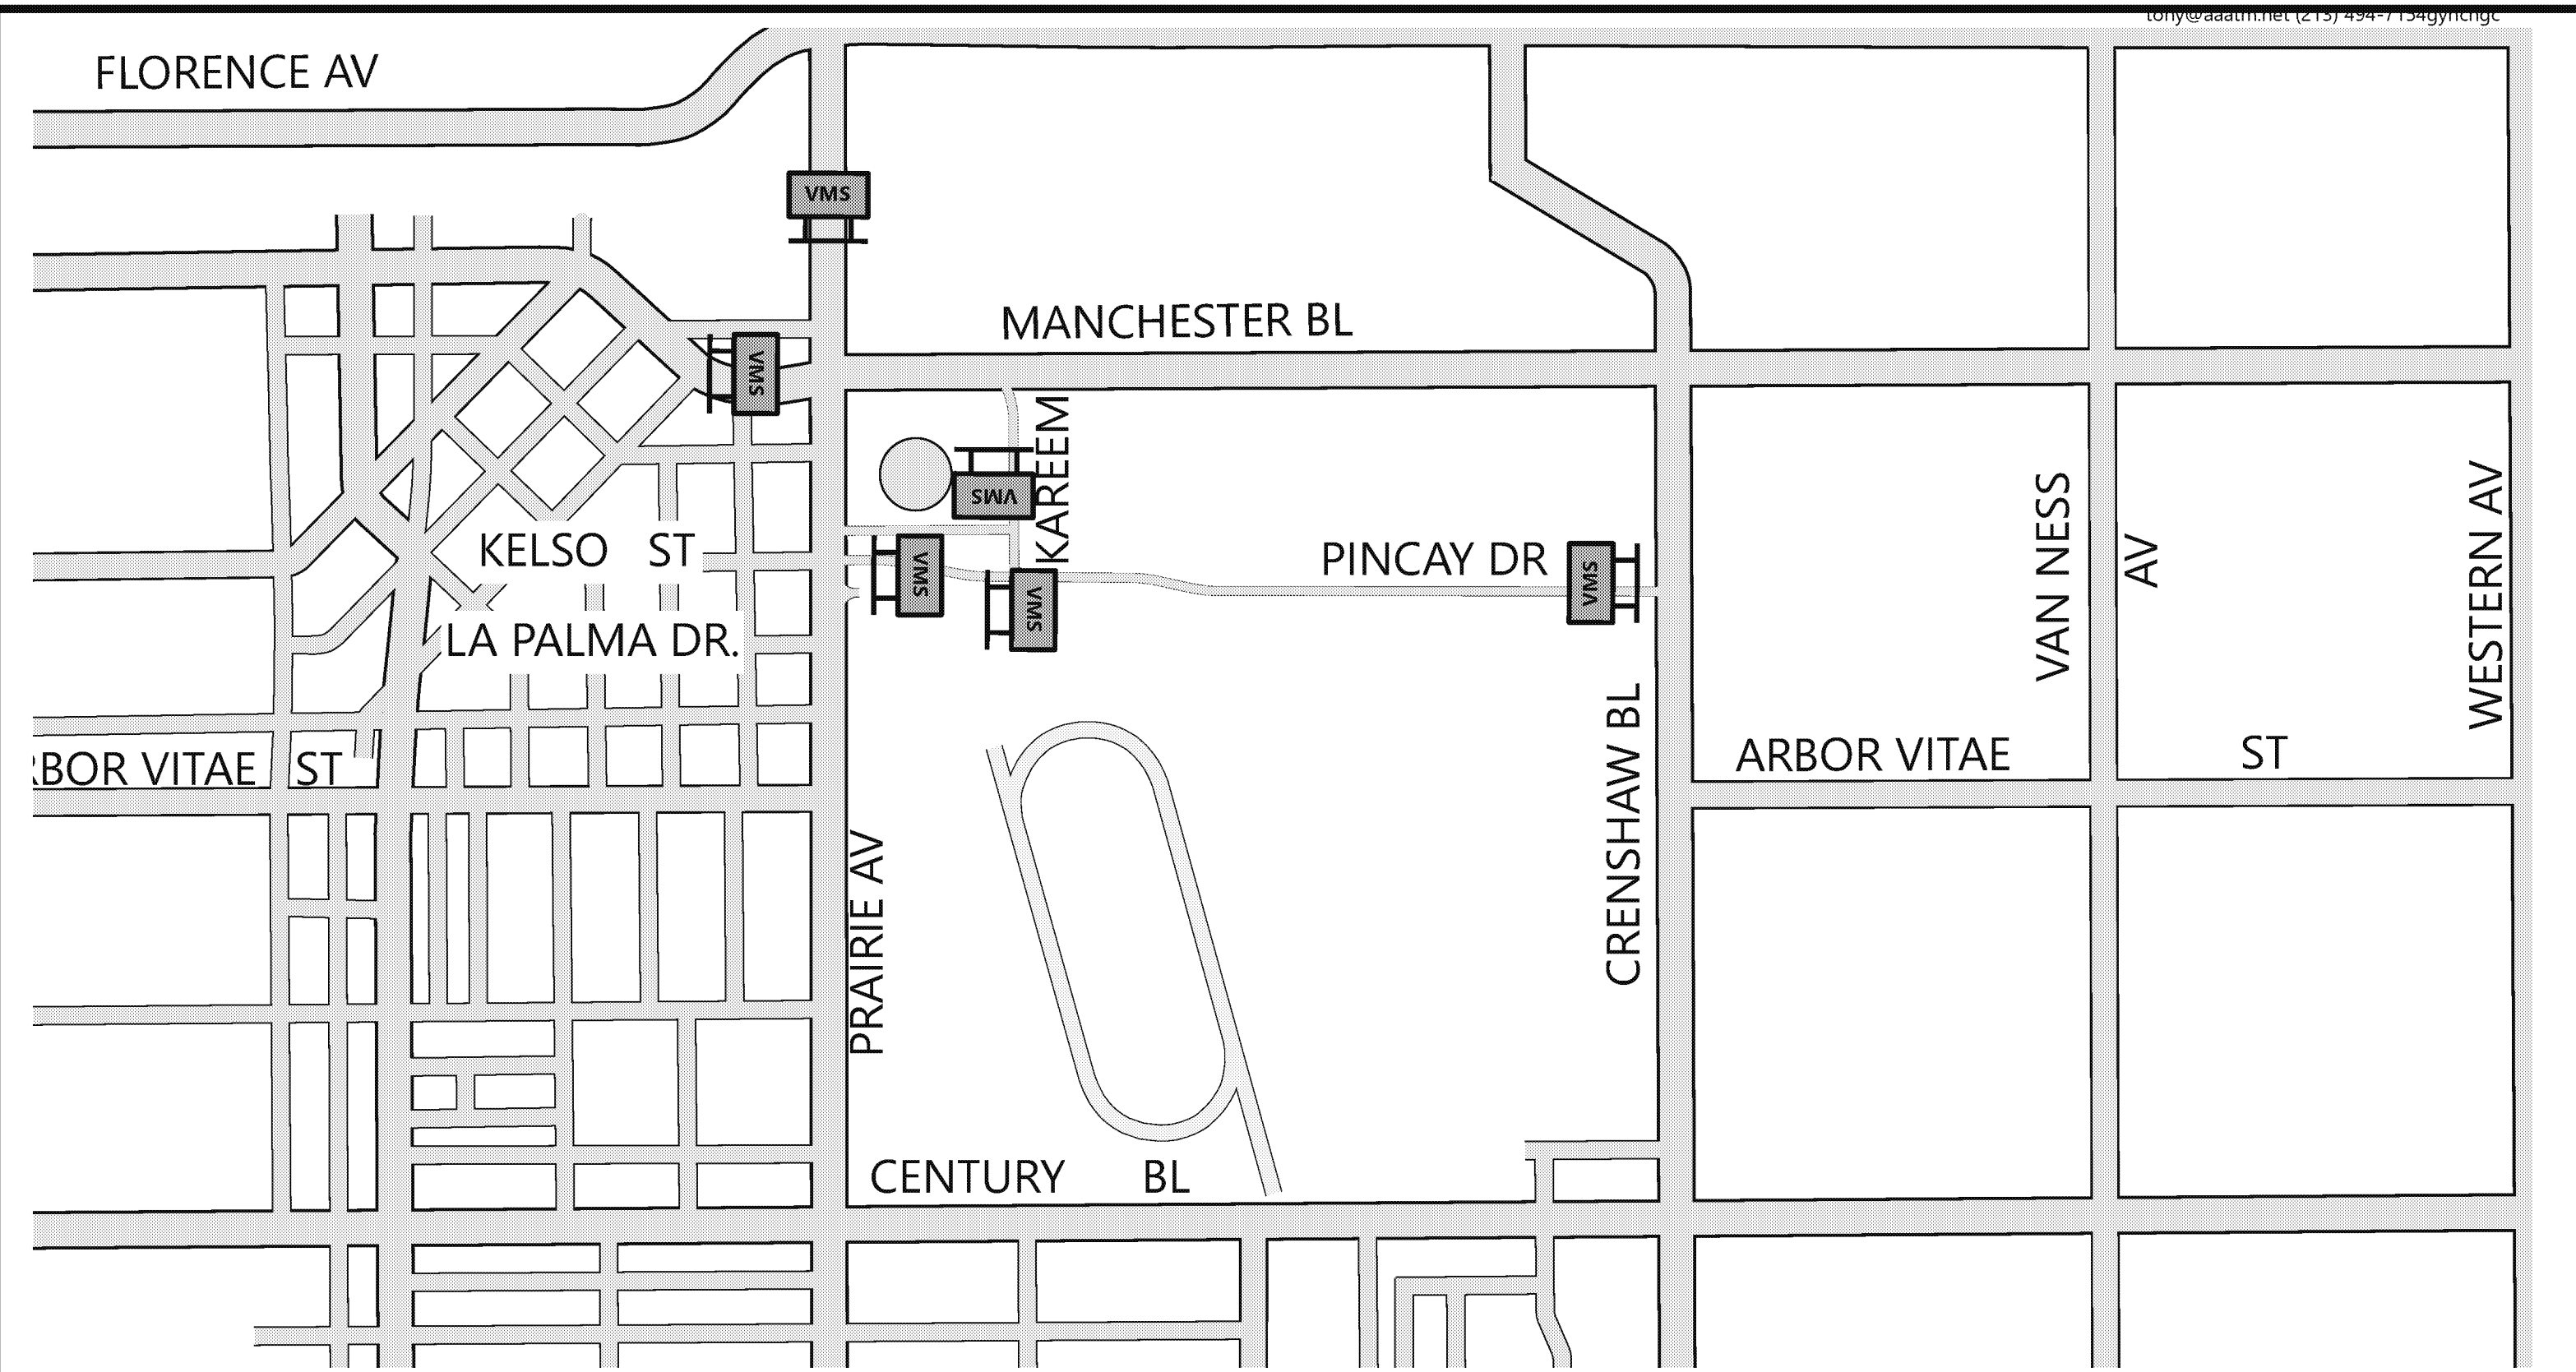 FLORENCE AV
VMS
MANCHESTER BL
VMS
KAREEM
VMS
KELSO ST
VMS
VMS
PINCAY DR
VMS
LA PALMA DR.
VAN NESS
AV
WESTERN AV
RBOR VITAE ST
PRAIRIE AV
CRENSHAW BL
ARBOR VITAE ST
CENTURY BL